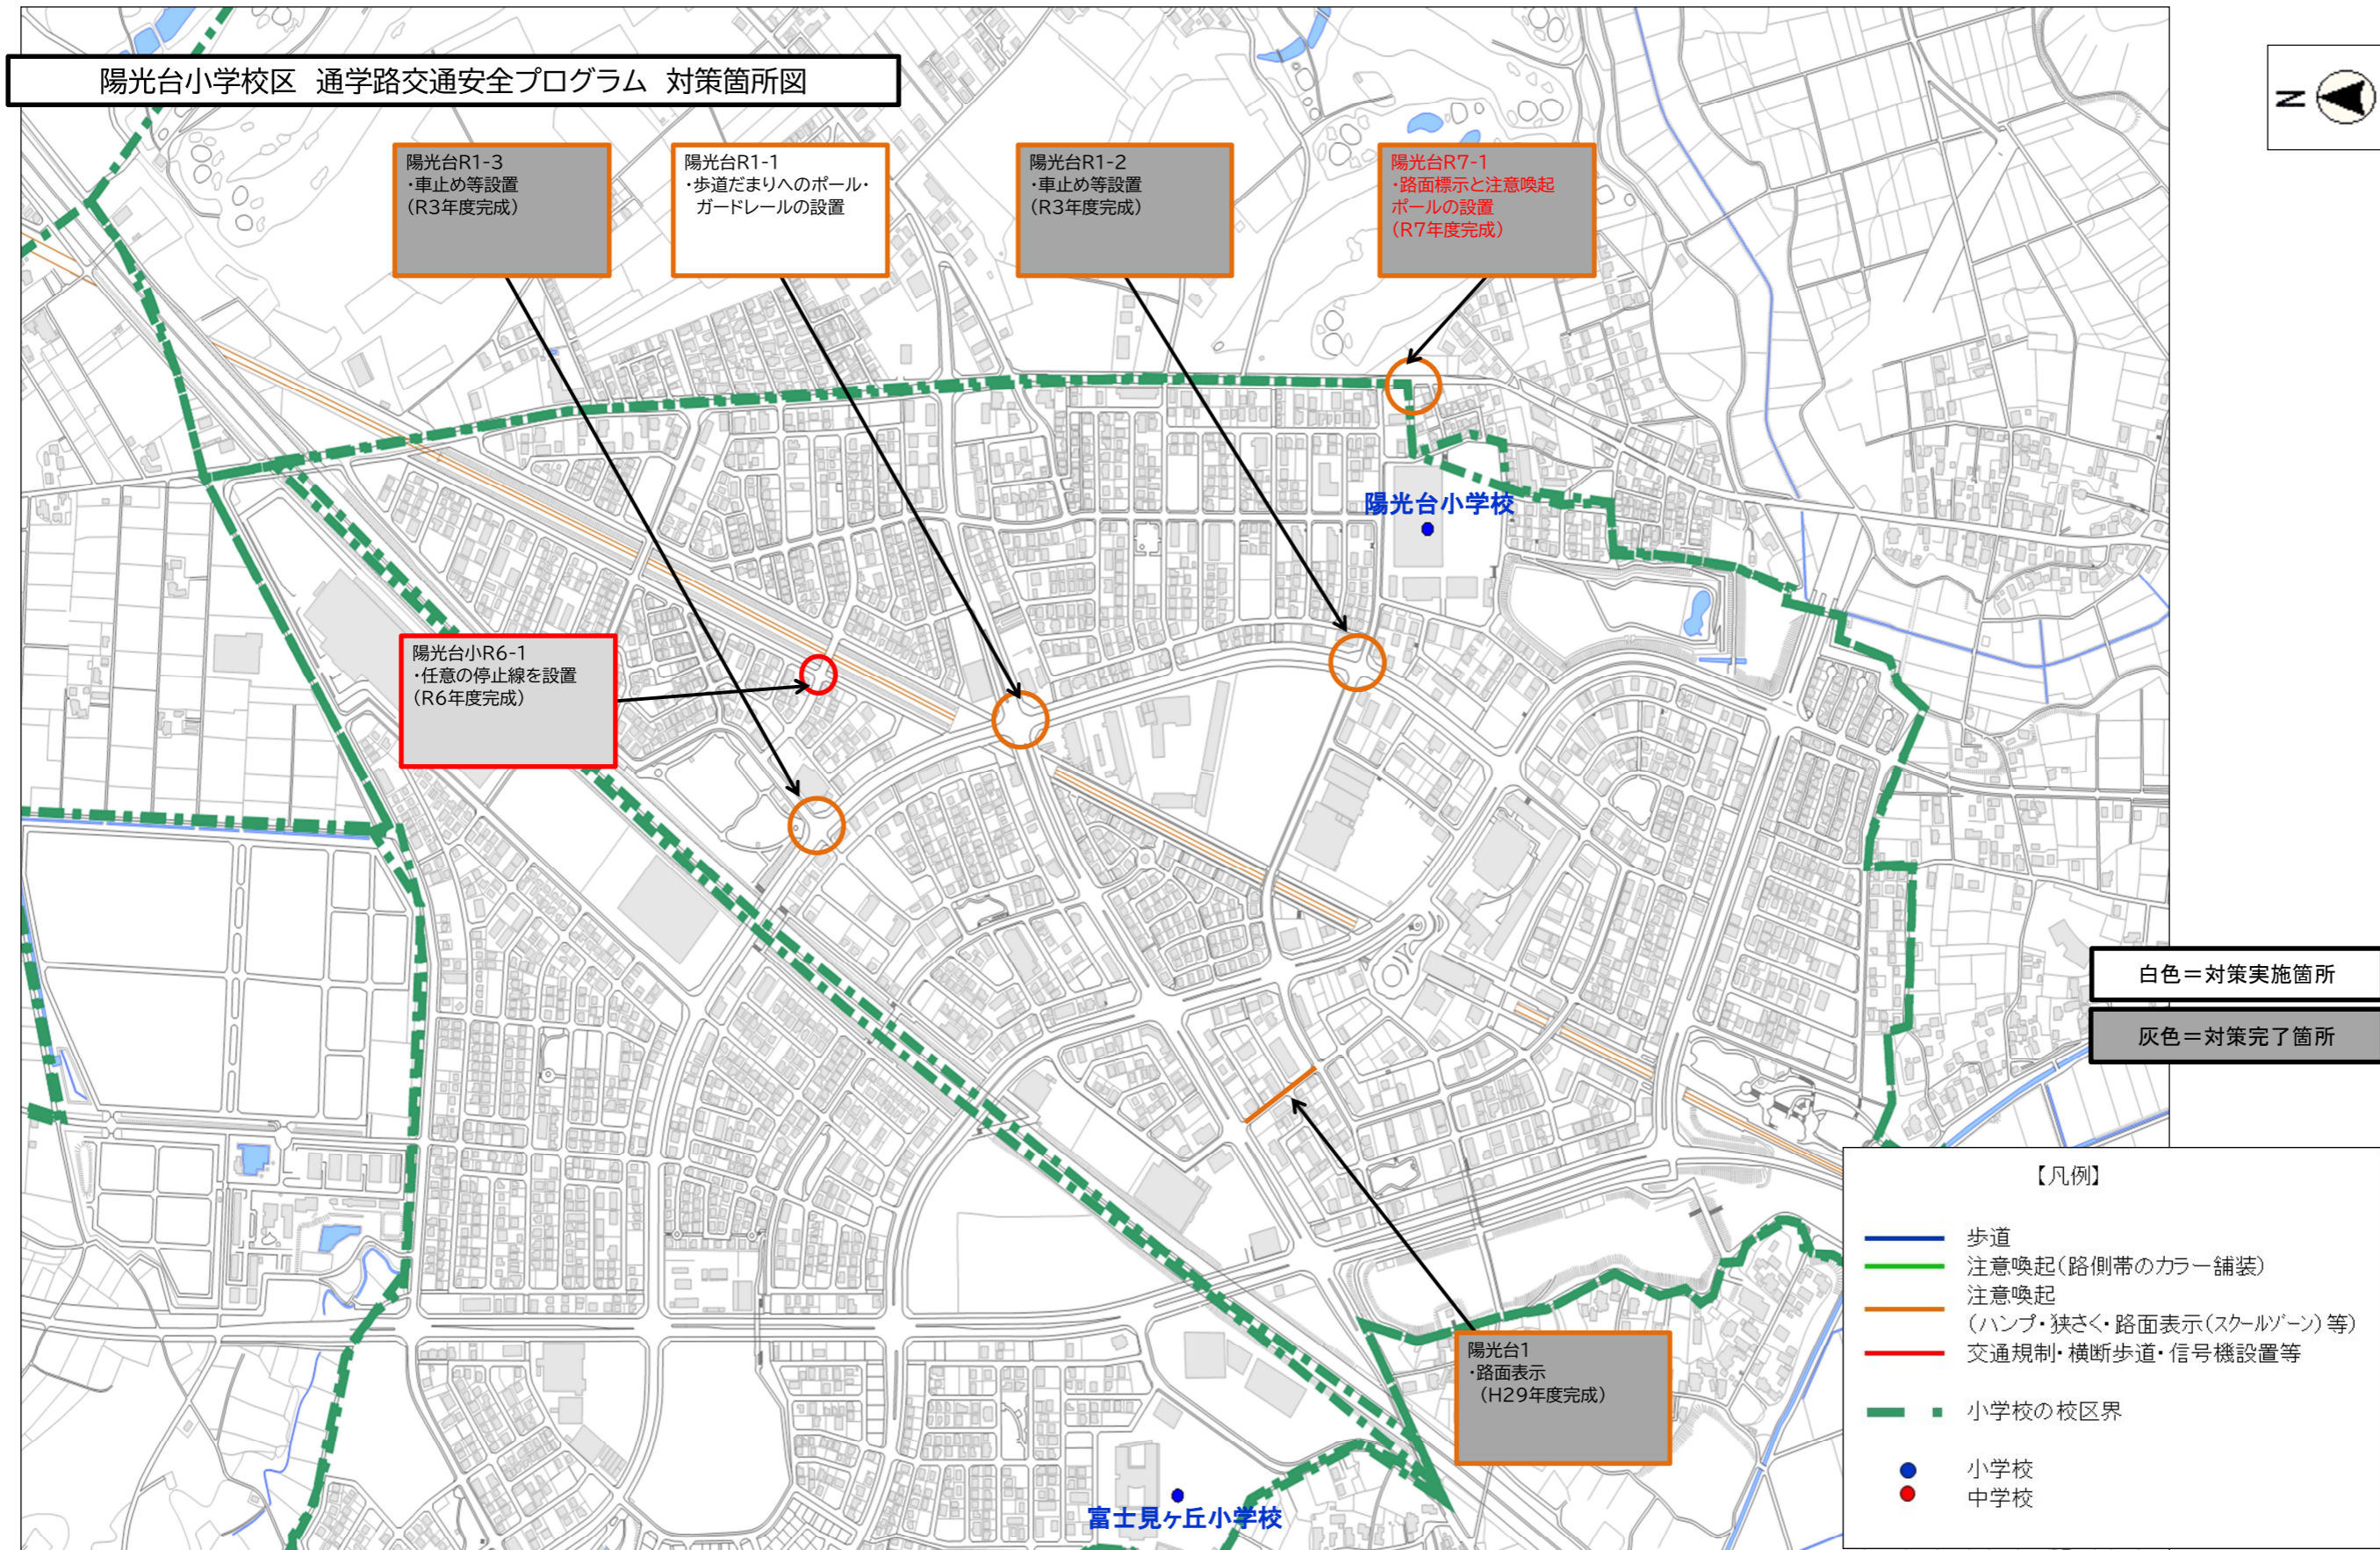 陽光台小学校区 通学路交通安全プログラム 対策箇所図
N
陽光台R1-3
・車止め等設置
(R3年度完成)
陽光台R1-1
・歩道だまりへのポール・
ガードレールの設置
陽光台R1-2
・車止め等設置
(R3年度完成)
陽光台R7-1
・路面標示と注意喚起
ポールの設置
(R7年度完成)
陽光台小学校
陽光台小R6-1
・任意の停止線を設置
(R6年度完成)
白色=対策実施箇所
灰色=対策完了箇所
陽光台1
・路面表示
(H29年度完成)
富士見ヶ丘小学校
【凡例】
歩道
注意喚起(路側帯のカラー舗装)
注意喚起
(ハンプ・狭さく・路面表示(スクールゾーン)等)
交通規制・横断歩道・信号機設置等
小学校の校区界
小学校
中学校